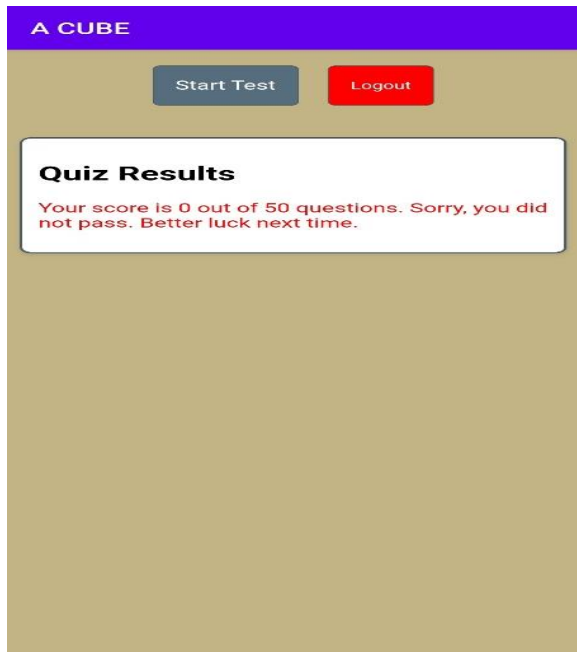 A CUBE
Start Test
Logout
Quiz Results
Your score is 0 out of 50 questions. Sorry, you did
not pass. Better luck next time.